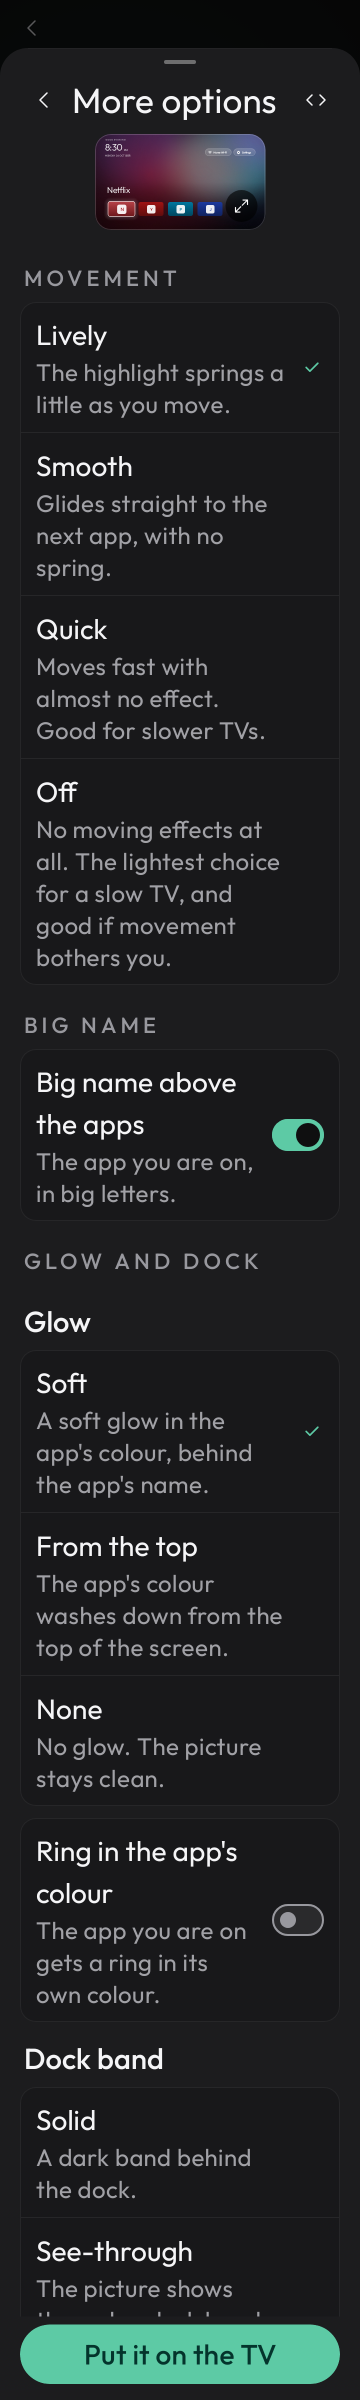 More options
8:30
Netflix
MOVEMENT
Lively
The highlight springs a
little as you move.
Smooth
Glides straight to the
next app, with no
spring.
Quick
Moves fast with
almost no effect.
Good for slower TVs.
Off
No moving effects at
all. The lightest choice
for a slow TV, and
good if movement
bothers you.
BIG NAME
Big name above
the apps
The app you are on,
in big letters.
GLOW AND DOCK
Glow
Soft
A soft glow in the
app's colour, behind
the app's name.
From the top
The app's colour
washes down from the
top of the screen.
None
No glow. The picture
stays clean.
Ring in the app's
colour
The app you are on
gets a ring in its
own colour.
Dock band
Solid
A dark band behind
the dock.
See-through
The picture shows
Put it on the TV